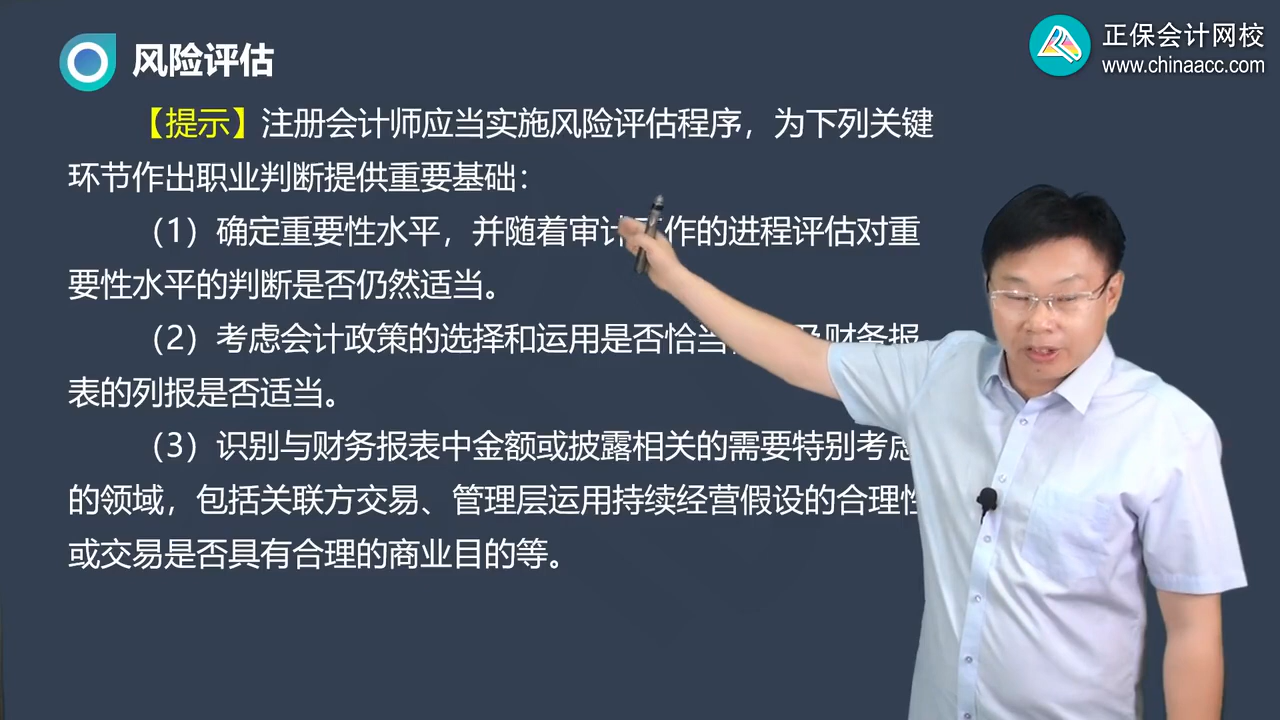 风险评估
正保会计网校
www.chinaacc.com
【提示】注册会计师应当实施风险评估程序，为下列关键
环节作出职业判断提供重要基础：
（1）确定重要性水平，并随着审计 作的进程评估对重
要性水平的判断是否仍然适当。
（2）考虑会计政策的选择和运用是否恰当 及财务报
表的列报是否适当。
（3）识别与财务报表中金额或披露相关的需要特别考虑
的领域，包括关联方交易、管理层运用持续经营假设的合理性
或交易是否具有合理的商业目的等。